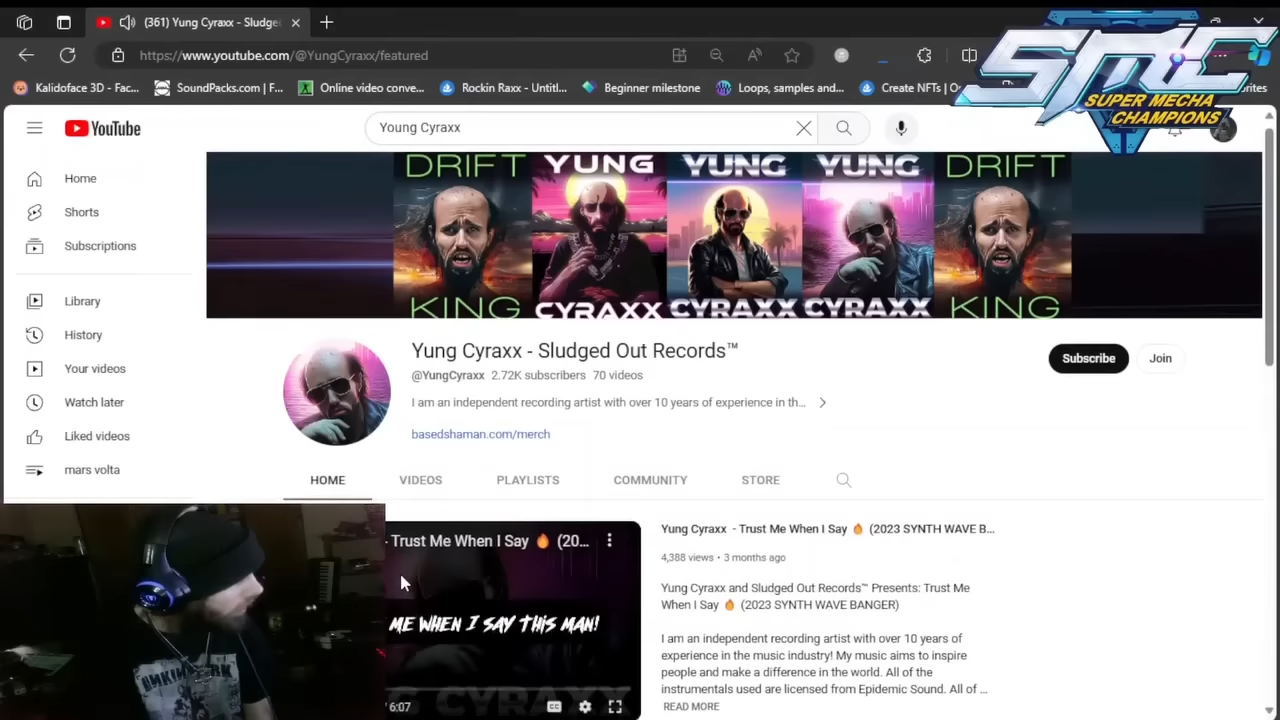 (361) Yung Cyraxx - Sludge
https://www.youtube.com/@YungCyraxx/featured
Kalidoface 3D - Fac...
SoundPacks.com | F...
Online video conve...
Rockin Raxx - Untitl...
Beginner milestone
Loops, samples and...
Create NFTs | O
orites
SMC
SUPER MECHA
CHAMPIONS
YouTube
Young Cyraxx
Home
Shorts
Subscriptions
Library
History
Your videos
Watch later
Liked videos
mars volta
DRIFT YUNG YUNG YUNG DRIFT
KING CYRAXX CYRAXX CYRAXX KING
Yung Cyraxx - Sludged Out Records™
@YungCyraxx 2.72K subscribers 70 videos
I am an independent recording artist with over 10 years of experience in th...
basedshaman.com/merch
Subscribe
Join
HOME
VIDEOS
PLAYLISTS
COMMUNITY
STORE
- Trust Me When I Say 🔥 (20...
ME WHEN I SAY THIS MAN!
CYRAXX
/ 6:07
CC
Yung Cyraxx - Trust Me When I Say 🔥 (2023 SYNTH WAVE B...
4,388 views • 3 months ago
Yung Cyraxx and Sludged Out Records™ Presents: Trust Me
When I Say 🔥 (2023 SYNTH WAVE BANGER)
I am an independent recording artist with over 10 years of
experience in the music industry! My music aims to inspire
people and make a difference in the world. All of the
instrumentals used are licensed from Epidemic Sound. All of ...
READ MORE